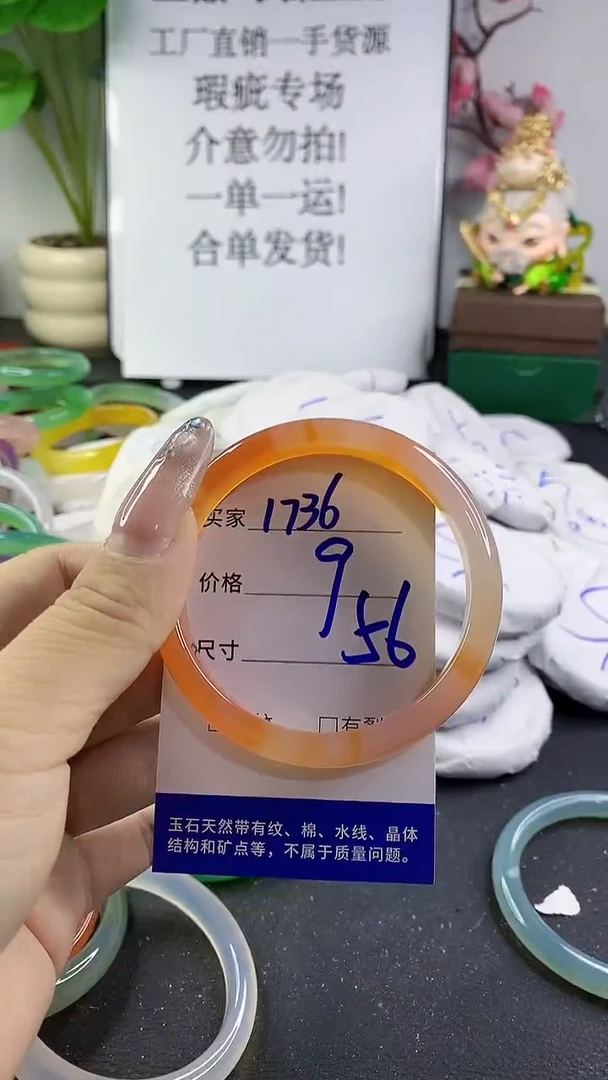 工厂直销一手货源
瑕疵专场
介意勿拍!
一单一运!
合单发货!
买家 1736
价格 9
尺寸 56
玉石天然带有纹、棉、水线、晶体
结构和矿点等，不属于质量问题。